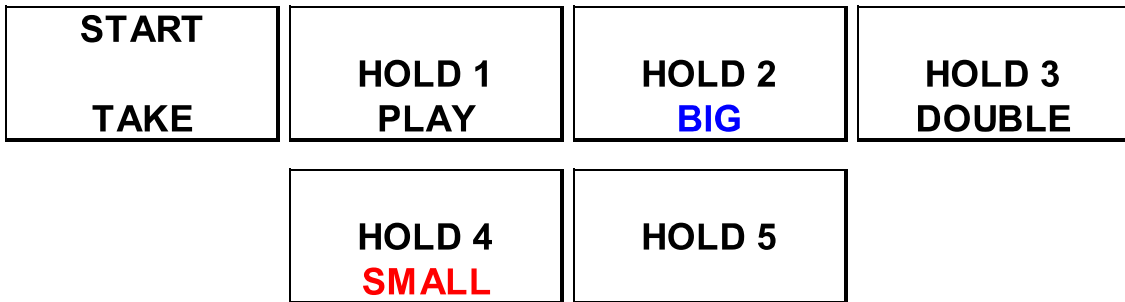 START
TAKE
HOLD 1
PLAY
HOLD 2
BIG
HOLD 3
DOUBLE
HOLD 4
SMALL
HOLD 5